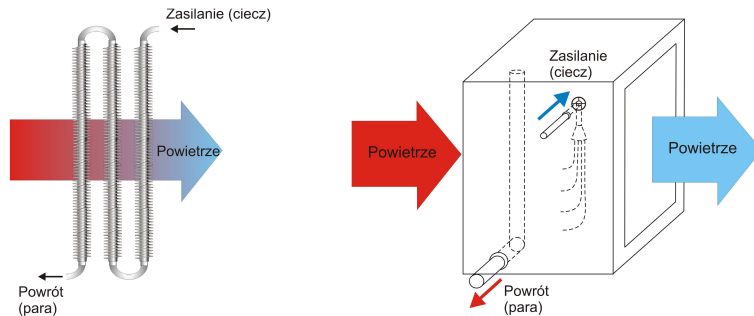 Zasilanie (ciecz)
Powietrze
Powrót
(para)
Zasilanie
(ciecz)
Powietrze
Powietrze
Powrót
(para)